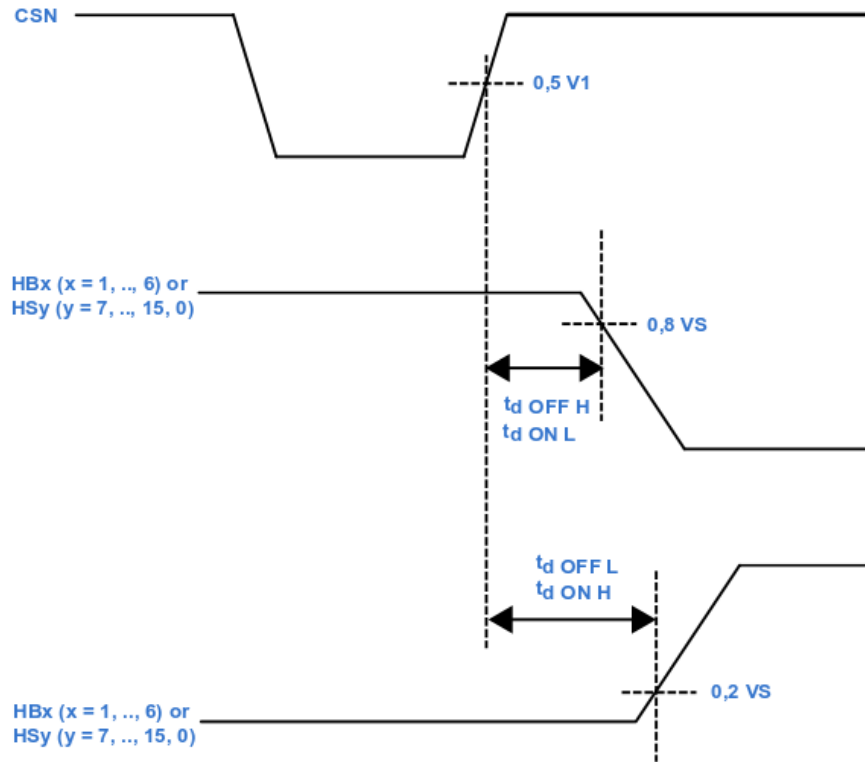 CSN
0,5 V1
HBx (x = 1, .., 6) or
HSy (y = 7, .., 15, 0)
0,8 VS
td OFF H
td ON L
td OFF L
td ON H
0,2 VS
HBx (x = 1, .., 6) or
HSy (y = 7, .., 15, 0)